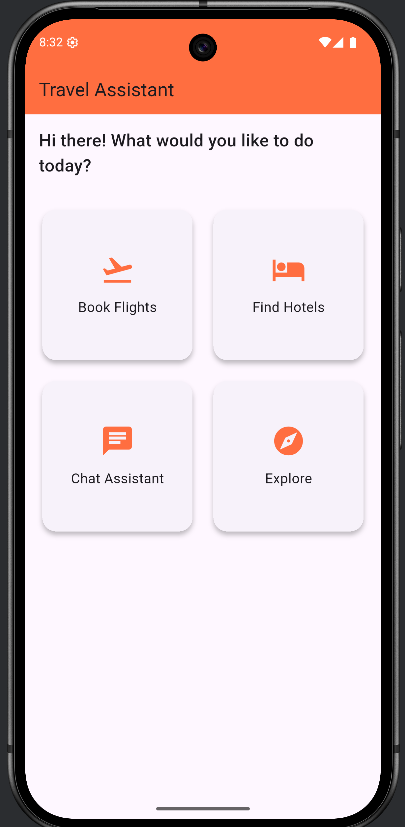 8:32
Travel Assistant
Hi there! What would you like to do
today?
Book Flights
Find Hotels
Chat Assistant
Explore